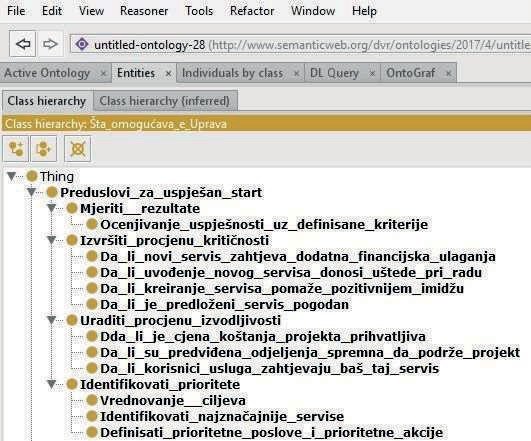 File Edit View Reasoner Tools Refactor Window Help
untitled-ontology-28 (http://www.semanticweb.org/dvr/ontologies/2017/4/untitle
Active Ontology × Entities × Individuals by class × DL Query × OntoGraf ×
Class hierarchy Class hierarchy (inferred)
Class hierarchy: Šta_omogućava_e_Uprava
Thing
Preduslovi_za_uspješan_start
Mjeriti__rezultate
Ocenjivanje_uspješnosti_uz_definisane_kriterije
Izvršiti_procjenu_kritičnosti
Da_li_novi_servis_zahtjeva_dodatna_financijska_ulaganja
Da_li_uvođenje_novog_servisa_donosi_uštede_pri_radu
Da_li_kreiranje_servisa_pomaže_pozitivnijem_imidžu
Da_li_je_predloženi_servis_pogodan
Uraditi_procjenu_izvodljivosti
Dda_li_je_cjena_koštanja_projekta_prihvatljiva
Da_li_su_predviđena_odjeljenja_spremna_da_podrže_projekt
Da_li_korisnici_usluga_zahtjevaju_baš_taj_servis
Identifikovati_prioritete
Vrednovanje__ciljeva
Identifikovati_najznačajnije_servise
Definisati_prioritetne_poslove_i_prioritetne_akcije